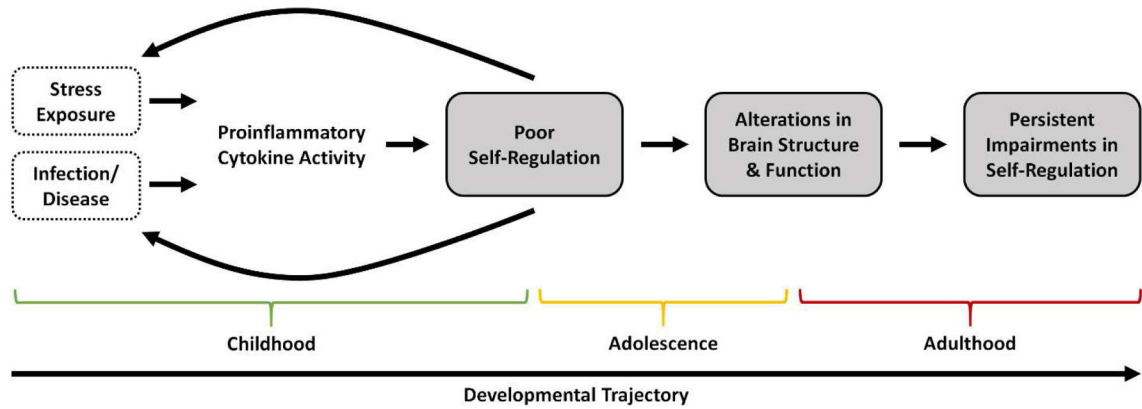 Stress
Exposure
Infection/
Disease
Proinflammatory
Cytokine Activity
Poor
Self-Regulation
Alterations in
Brain Structure
& Function
Persistent
Impairments in
Self-Regulation
Childhood
Adolescence
Adulthood
Developmental Trajectory